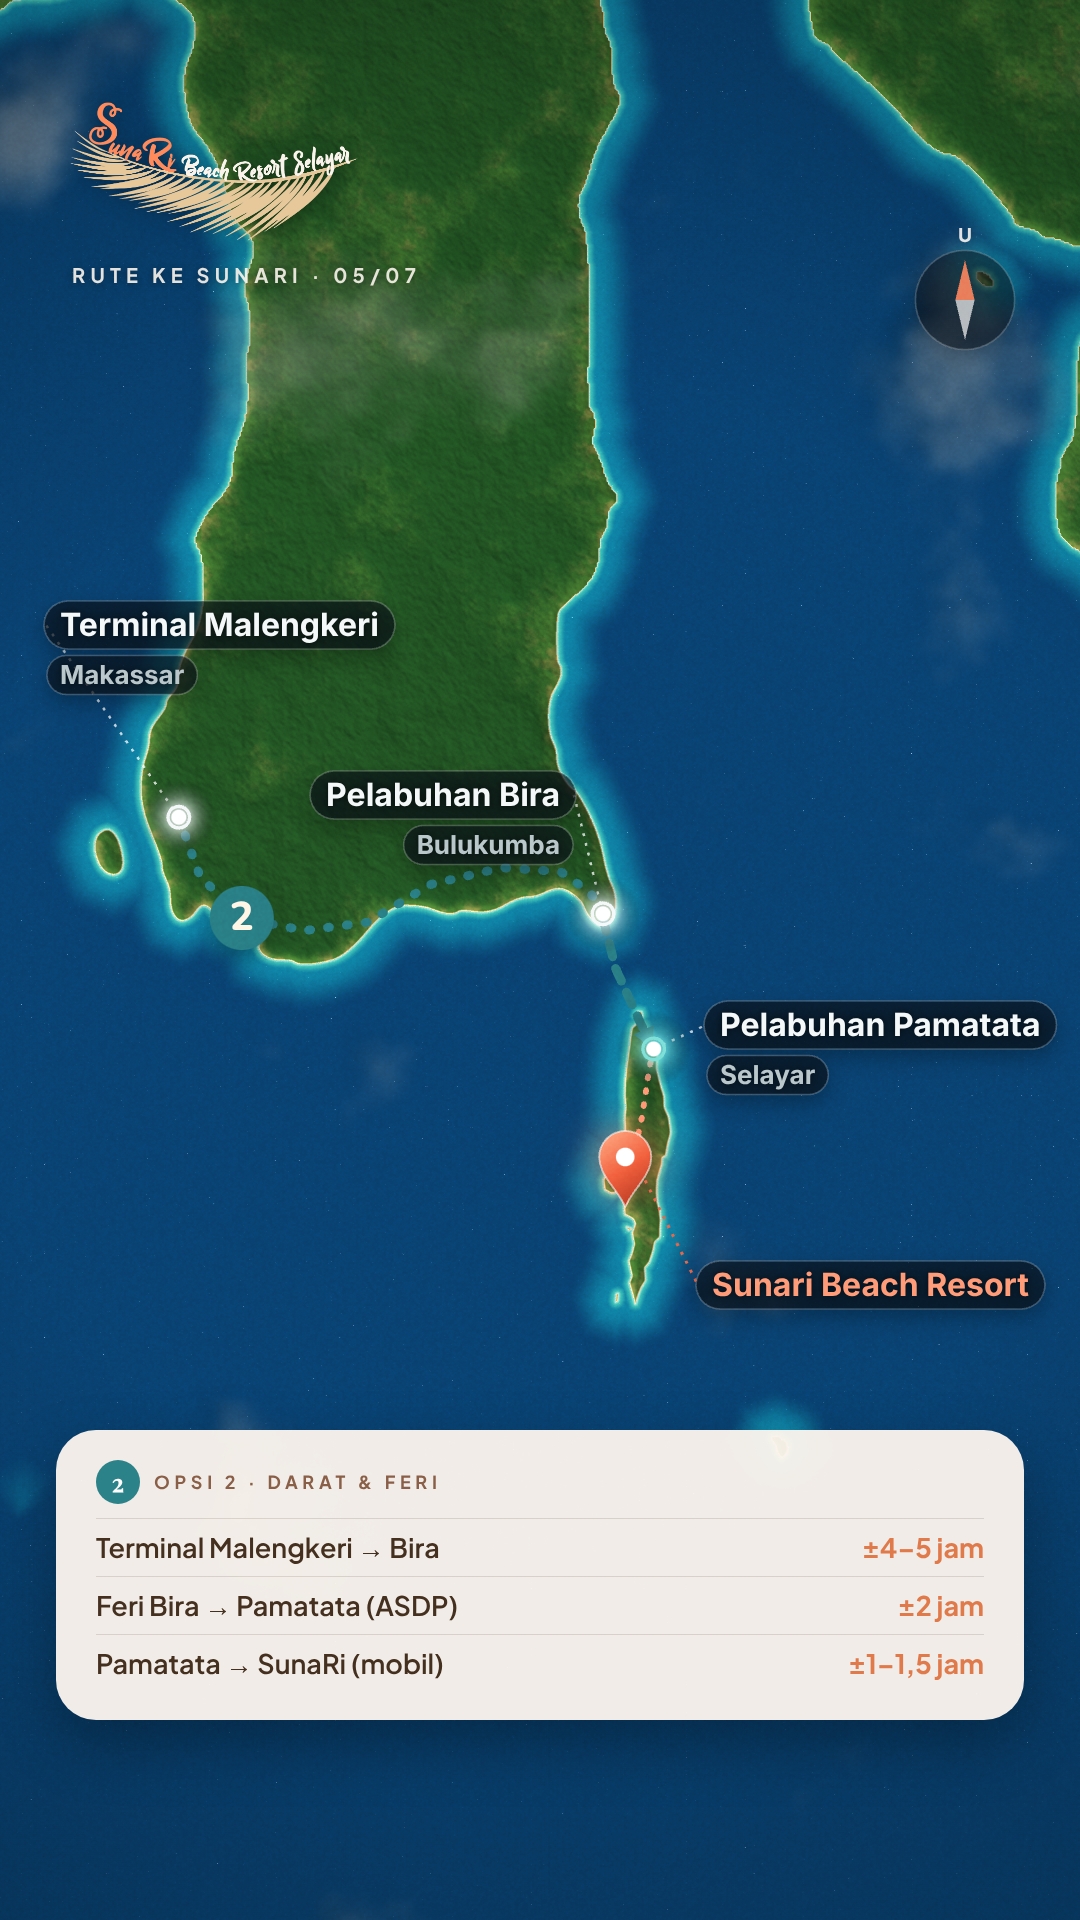 SunaRi Beach Resort Selayar
RUTE KE SUNARI · 05/07
U
Terminal Malengkeri
Makassar
Pelabuhan Bira
Bulukumba
2
Pelabuhan Pamatata
Selayar
Sunari Beach Resort
2 OPSI 2 · DARAT & FERI
Terminal Malengkeri → Bira ±4–5 jam
Feri Bira → Pamatata (ASDP) ±2 jam
Pamatata → SunaRi (mobil) ±1–1,5 jam